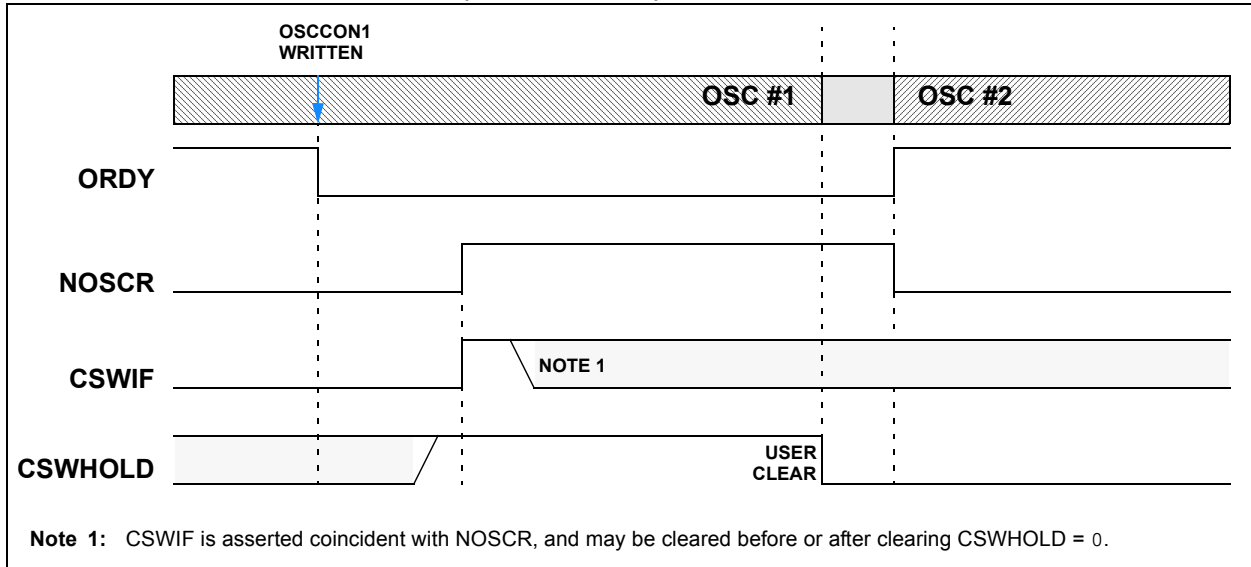 OSCCON1
WRITTEN
OSC #1
OSC #2
ORDY
NOSCR
CSWIF
NOTE 1
CSWHOLD
USER
CLEAR
Note 1: CSWIF is asserted coincident with NOSCR, and may be cleared before or after clearing CSWHOLD = 0.